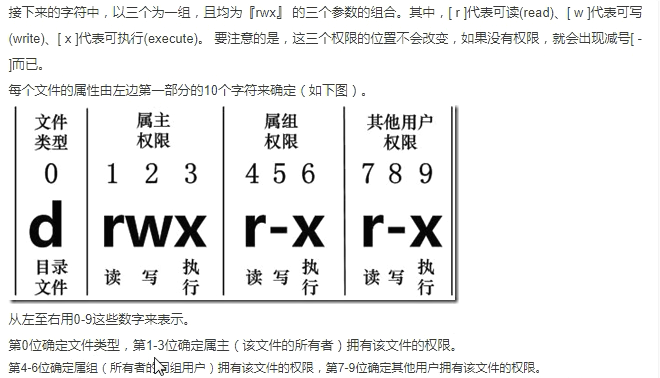 接下来的字符中，以三个为一组，且均为『rwx』 的三个参数的组合。其中，[ r ]代表可读(read)、[ w ]代表可写
(write)、[ x ]代表可执行(execute)。 要注意的是，这三个权限的位置不会改变，如果没有权限，就会出现减号[ -
]而已。
每个文件的属性由左边第一部分的10个字符来确定（如下图）。
文件 属主 属组 其他用户
类型 权限 权限 权限
0 1 2 3 4 5 6 7 8 9
d rwx r-x r-x
目录 读 写 执 读 写 执 读 写 执
文件 行 行 行
从左至右用0-9这些数字来表示。
第0位确定文件类型，第1-3位确定属主（该文件的所有者）拥有该文件的权限。
第4-6位确定属组（所有者的同组用户）拥有该文件的权限，第7-9位确定其他用户拥有该文件的权限。